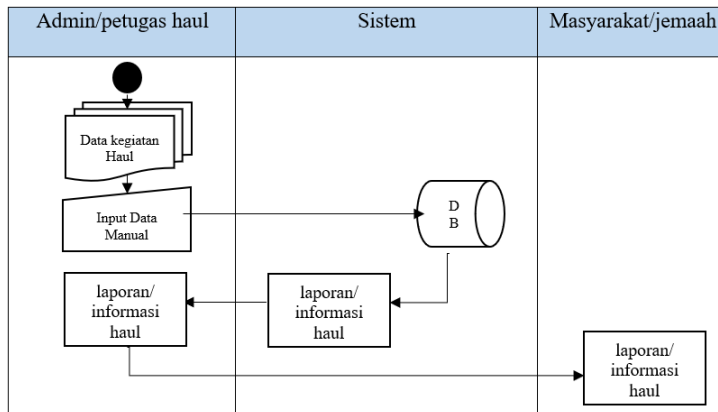 Admin/petugas haul
Sistem
Masyarakat/jemaah
Data kegiatan
Haul
Input Data
Manual
D
B
laporan/
informasi
haul
laporan/
informasi
haul
laporan/
informasi
haul